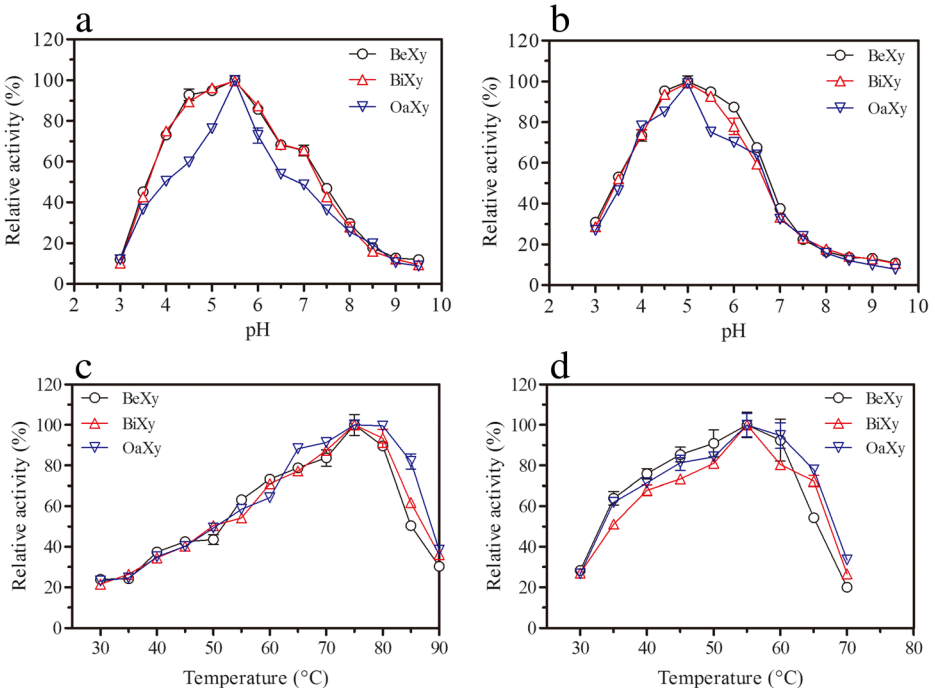 a
120
100
80
60
40
20
0
Relative activity (%)
BeXy
BiXy
OaXy
2 3 4 5 6 7 8 9 10
pH
b
120
100
80
60
40
20
0
Relative activity (%)
BeXy
BiXy
OaXy
2 3 4 5 6 7 8 9 10
pH
c
120
100
80
60
40
20
0
Relative activity (%)
BeXy
BiXy
OaXy
30 40 50 60 70 80 90
Temperature (°C)
d
120
100
80
60
40
20
0
Relative activity (%)
BeXy
BiXy
OaXy
30 40 50 60 70 80
Temperature (°C)